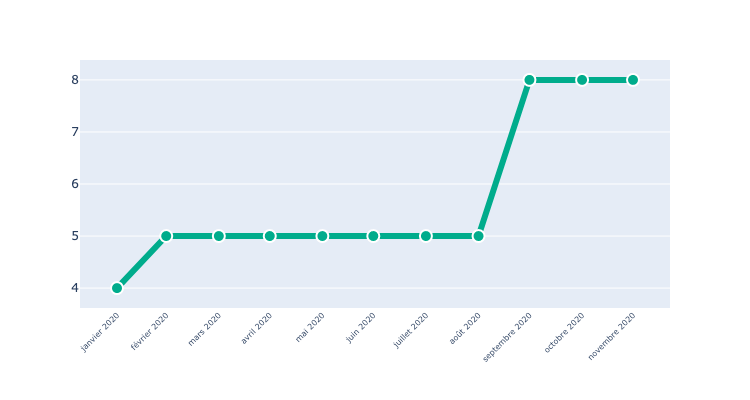 8
7
6
5
4
janvier 2020
février 2020
mars 2020
avril 2020
mai 2020
juin 2020
juillet 2020
août 2020
septembre 2020
octobre 2020
novembre 2020